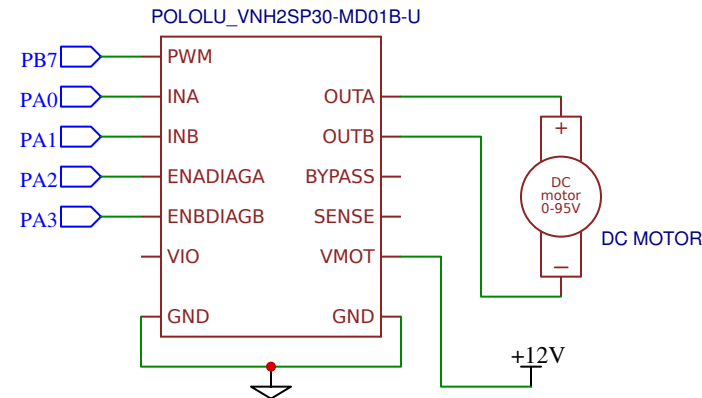 POLOLU_VNH2SP30-MD01B-U
PB7 PWM
PA0 INA OUTA
PA1 INB OUTB
PA2 ENADIAGA BYPASS
PA3 ENBDIAGB SENSE
VIO VMOT
GND GND
+
DC
motor
0-95V
–
DC MOTOR
+12V